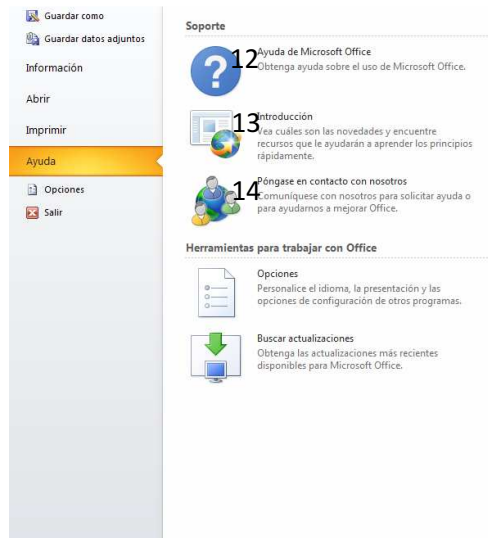 Guardar como
Guardar datos adjuntos
Información
Abrir
Imprimir
Ayuda
Opciones
Salir
Soporte
12
Ayuda de Microsoft Office
Obtenga ayuda sobre el uso de Microsoft Office.
13
Introducción
Vea cuáles son las novedades y encuentre
recursos que le ayudarán a aprender los principios
rápidamente.
14
Póngase en contacto con nosotros
Comuníquese con nosotros para solicitar ayuda o
para ayudarnos a mejorar Office.
Herramientas para trabajar con Office
Opciones
Personalice el idioma, la presentación y las
opciones de configuración de otros programas.
Buscar actualizaciones
Obtenga las actualizaciones más recientes
disponibles para Microsoft Office.